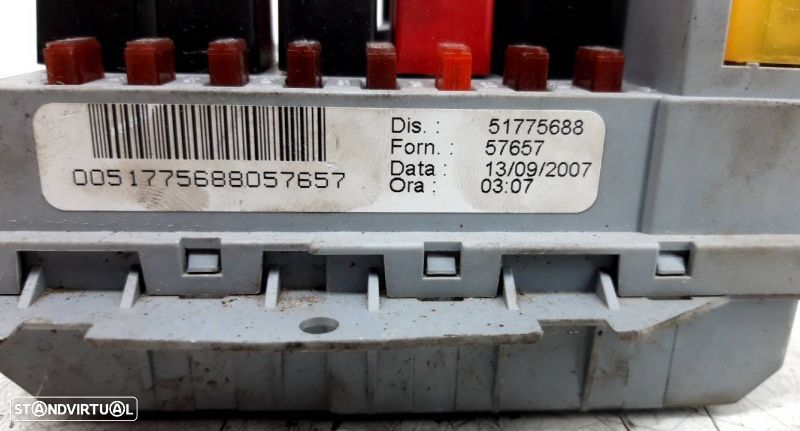 Dis. : 51775688
Forn. : 57657
Data : 13/09/2007
Ora : 03:07
0051775688057657
STANDVIRTUAL